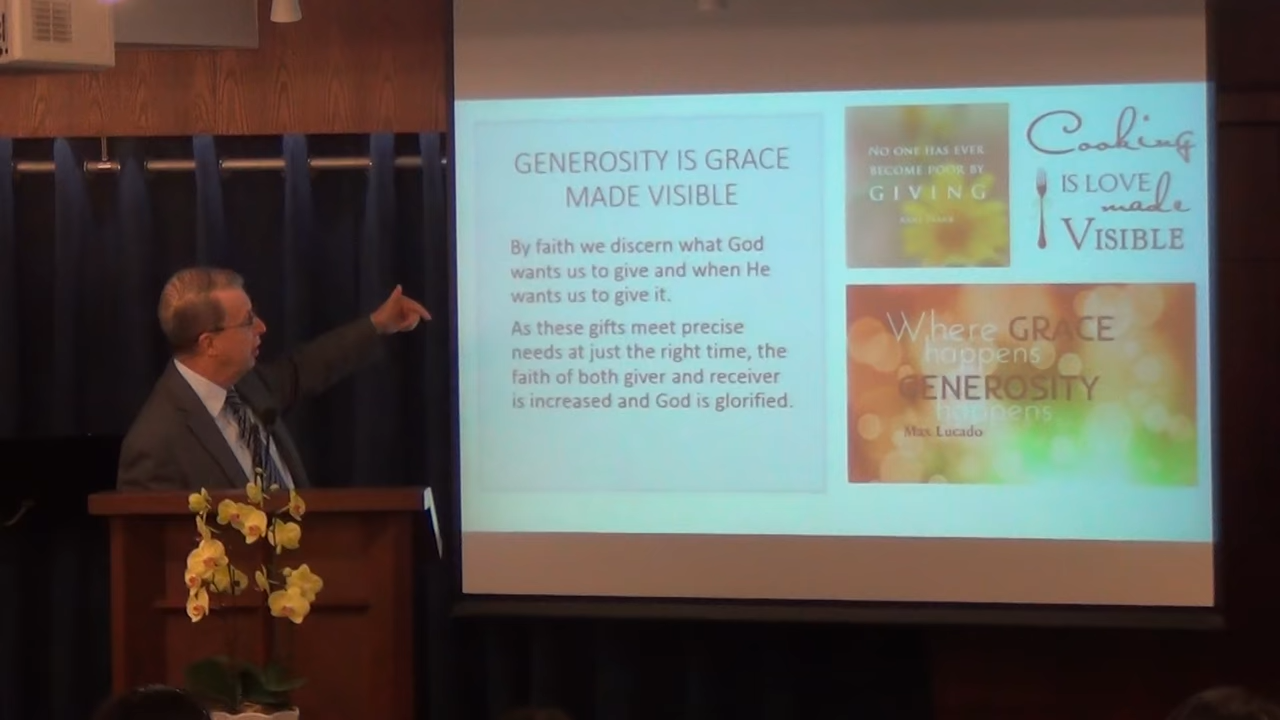 GENEROSITY IS GRACE
MADE VISIBLE
By faith we discern what God
wants us to give and when He
wants us to give it.
As these gifts meet precise
needs at just the right time, the
faith of both giver and receiver
is increased and God is glorified.
NO ONE HAS EVER
BECOME POOR BY
GIVING
Cooking
IS LOVE
made
VISIBLE
Where GRACE
happens
GENEROSITY
happens.
Max Lucado